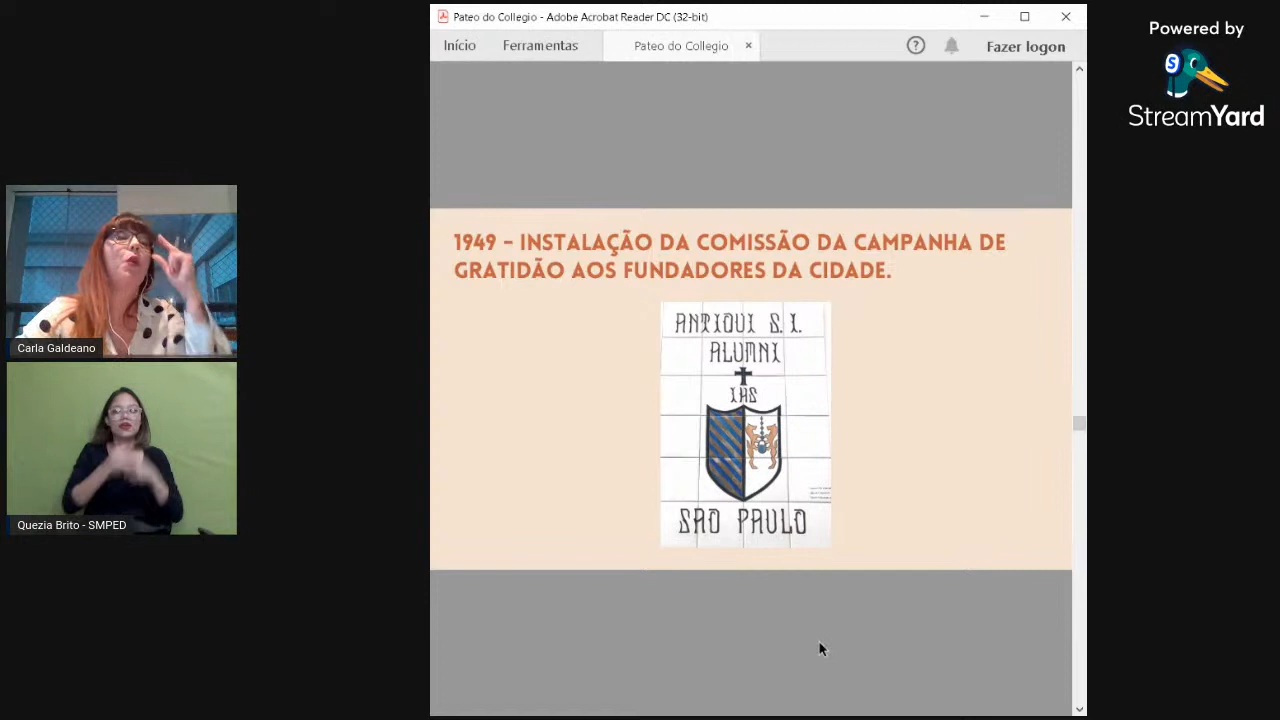 Pateo do Collegio - Adobe Acrobat Reader DC (32-bit)
Início
Ferramentas
Pateo do Collegio
Fazer logon
Powered by
S
StreamYard
1949 - INSTALAÇÃO DA COMISSÃO DA CAMPANHA DE
GRATIDÃO AOS FUNDADORES DA CIDADE.
ANTIQUI S. I.
ALUMNI
IHS
SAO PAULO
Carla Galdeano
Quezia Brito - SMPED